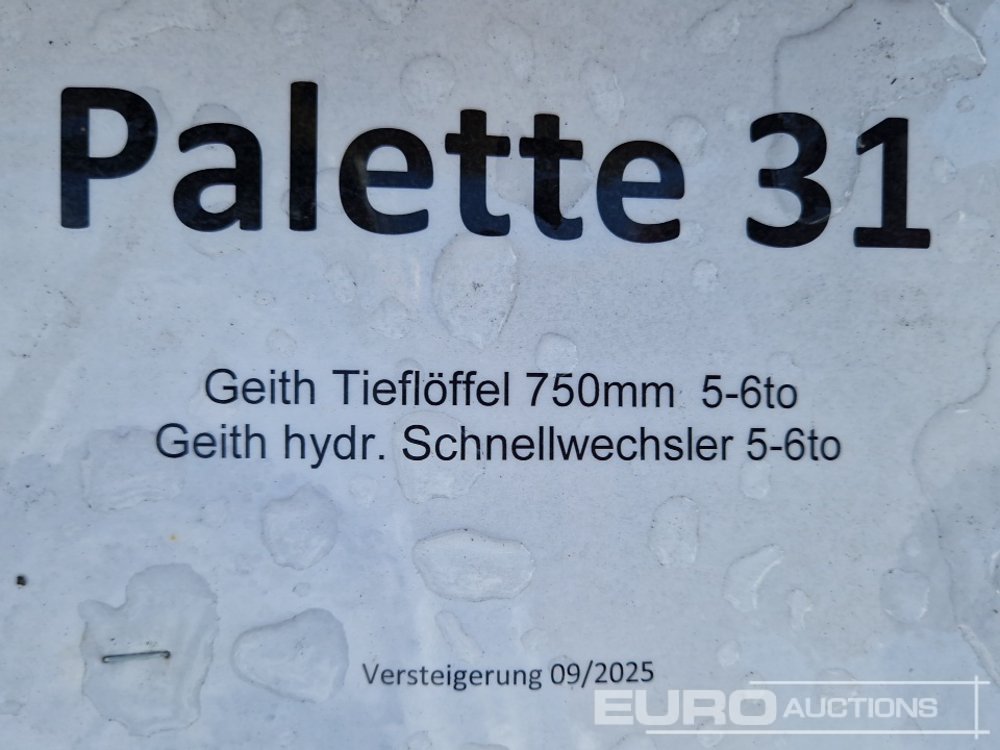 Palette 31
Geith Tieflöffel 750mm 5-6to
Geith hydr. Schnellwechsler 5-6to
Versteigerung 09/2025
EURO AUCTIONS